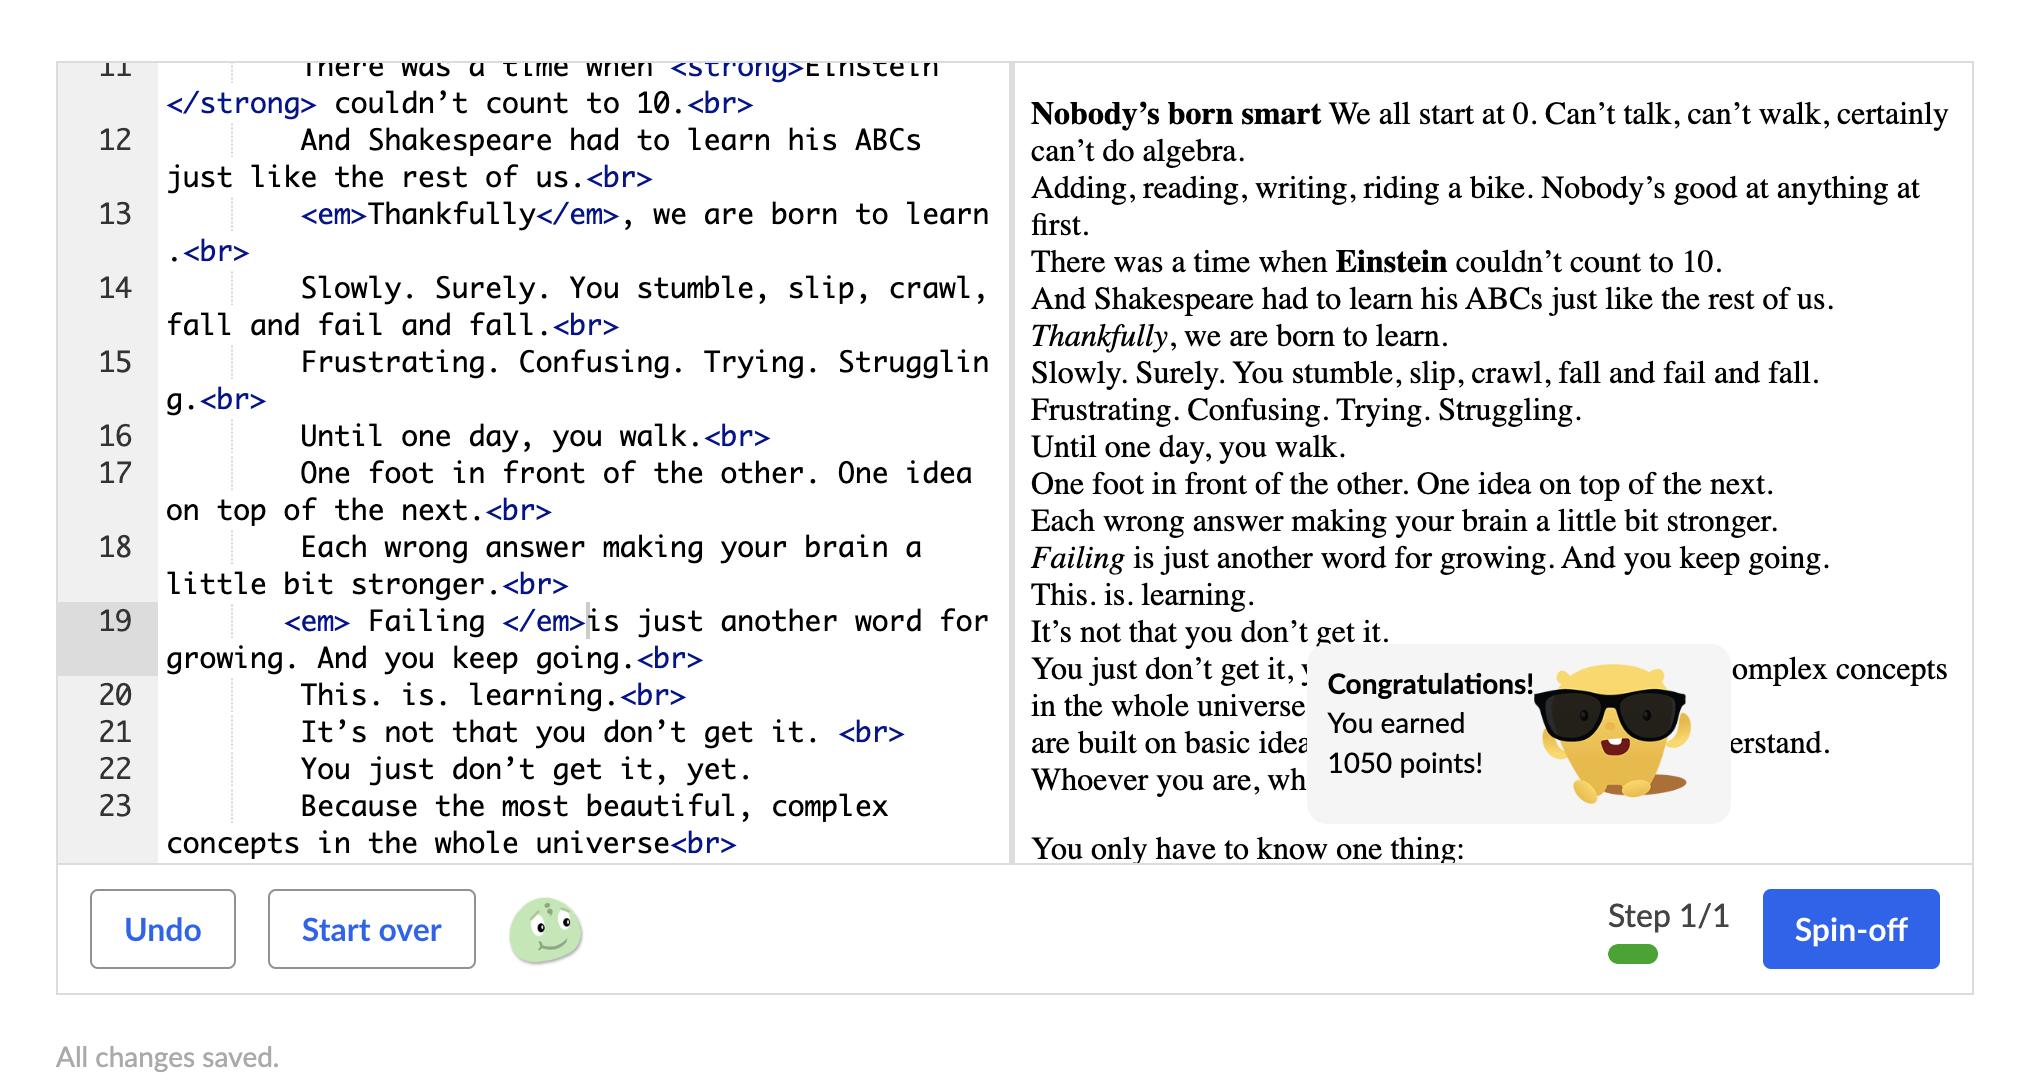 11 There was a time when <strong>Einstein
</strong> couldn’t count to 10.<br>
12 And Shakespeare had to learn his ABCs
just like the rest of us.<br>
13 <em>Thankfully</em>, we are born to learn
.<br>
14 Slowly. Surely. You stumble, slip, crawl,
fall and fail and fall.<br>
15 Frustrating. Confusing. Trying. Strugglin
g.<br>
16 Until one day, you walk.<br>
17 One foot in front of the other. One idea
on top of the next.<br>
18 Each wrong answer making your brain a
little bit stronger.<br>
19 <em> Failing </em>is just another word for
growing. And you keep going.<br>
20 This. is. learning.<br>
21 It’s not that you don’t get it. <br>
22 You just don’t get it, yet.
23 Because the most beautiful, complex
concepts in the whole universe<br>
Nobody’s born smart We all start at 0. Can’t talk, can’t walk, certainly
can’t do algebra.
Adding, reading, writing, riding a bike. Nobody’s good at anything at
first.
There was a time when Einstein couldn’t count to 10.
And Shakespeare had to learn his ABCs just like the rest of us.
Thankfully, we are born to learn.
Slowly. Surely. You stumble, slip, crawl, fall and fail and fall.
Frustrating. Confusing. Trying. Struggling.
Until one day, you walk.
One foot in front of the other. One idea on top of the next.
Each wrong answer making your brain a little bit stronger.
Failing is just another word for growing. And you keep going.
This. is. learning.
It’s not that you don’t get it.
You just don’t get it, omplex concepts
in the whole universe
are built on basic idea erstand.
Whoever you are, wh
You only have to know one thing:
Congratulations!
You earned
1050 points!
Undo
Start over
Step 1/1
Spin-off
All changes saved.